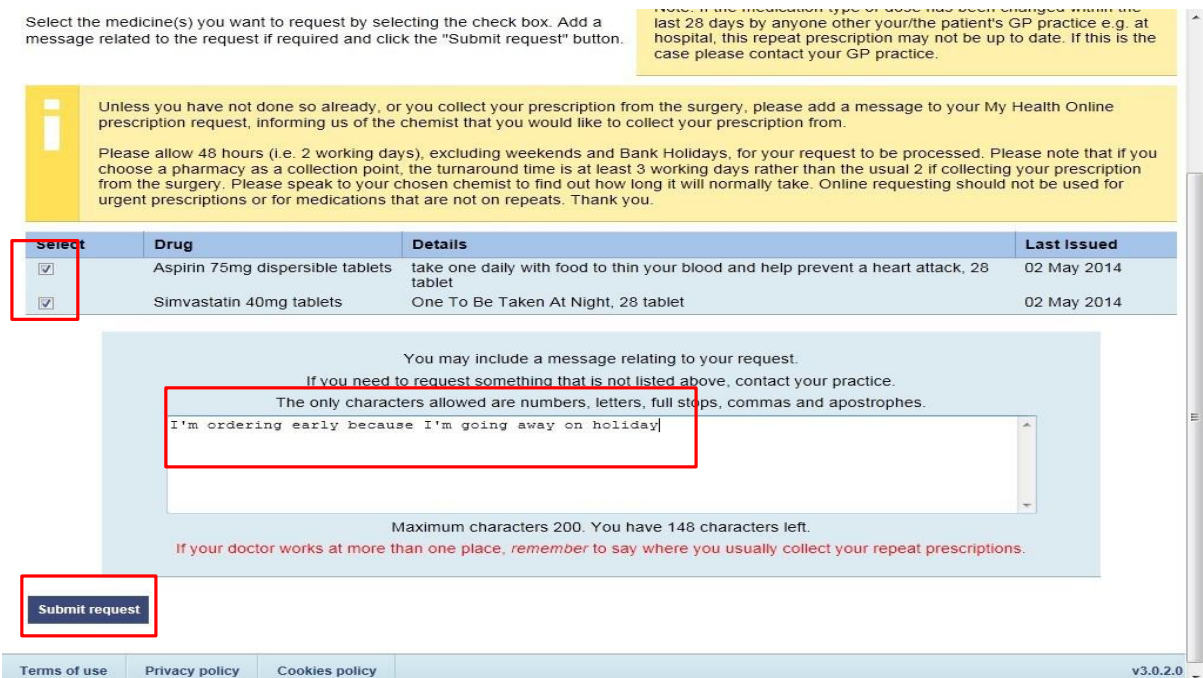 Select the medicine(s) you want to request by selecting the check box. Add a
message related to the request if required and click the "Submit request" button.
Note: If the medication type or dose has been changed within the
last 28 days by anyone other your/the patient's GP practice e.g. at
hospital, this repeat prescription may not be up to date. If this is the
case please contact your GP practice.
i
Unless you have not done so already, or you collect your prescription from the surgery, please add a message to your My Health Online
prescription request, informing us of the chemist that you would like to collect your prescription from.
Please allow 48 hours (i.e. 2 working days), excluding weekends and Bank Holidays, for your request to be processed. Please note that if you
choose a pharmacy as a collection point, the turnaround time is at least 3 working days rather than the usual 2 if collecting your prescription
from the surgery. Please speak to your chosen chemist to find out how long it will normally take. Online requesting should not be used for
urgent prescriptions or for medications that are not on repeats. Thank you.
Select Drug Details Last Issued
Aspirin 75mg dispersible tablets take one daily with food to thin your blood and help prevent a heart attack, 28 02 May 2014
tablet
Simvastatin 40mg tablets One To Be Taken At Night, 28 tablet 02 May 2014
You may include a message relating to your request.
If you need to request something that is not listed above, contact your practice.
The only characters allowed are numbers, letters, full stops, commas and apostrophes.
I'm ordering early because I'm going away on holiday
Maximum characters 200. You have 148 characters left.
If your doctor works at more than one place, remember to say where you usually collect your repeat prescriptions.
Submit request
Terms of use Privacy policy Cookies policy v3.0.2.0